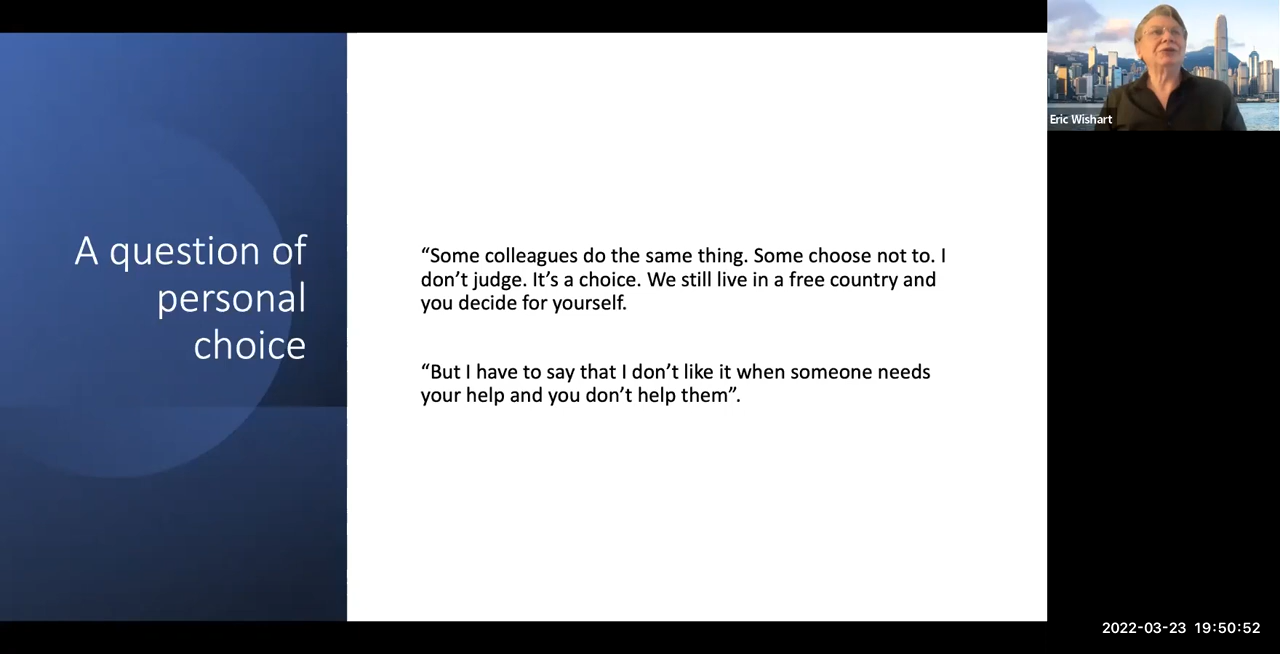 A question of
personal
choice
“Some colleagues do the same thing. Some choose not to. I
don’t judge. It’s a choice. We still live in a free country and
you decide for yourself.
“But I have to say that I don’t like it when someone needs
your help and you don’t help them”.
Eric Wishart
2022-03-23 19:50:52